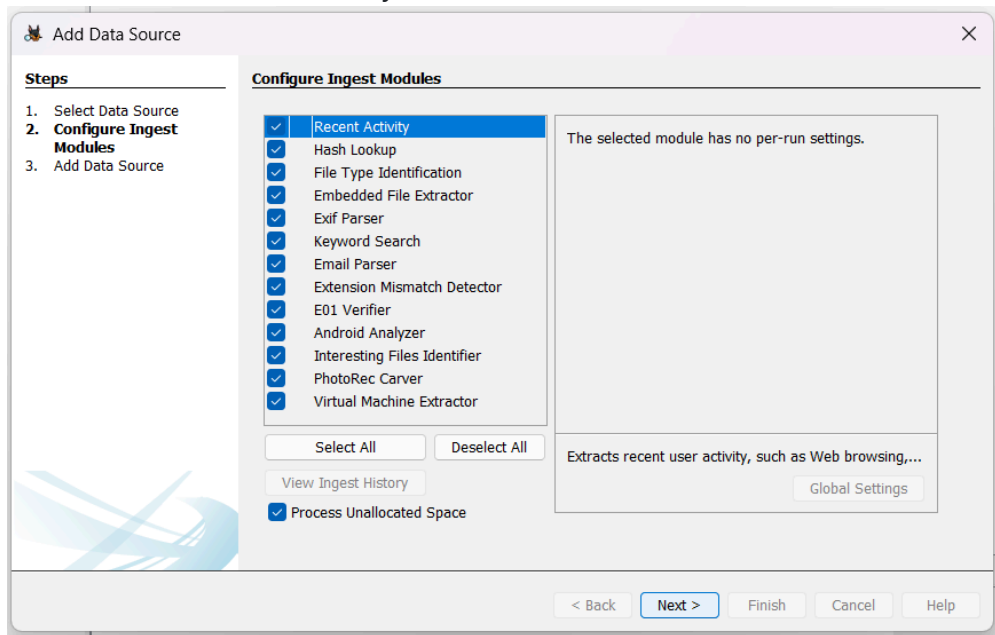 Add Data Source
Steps
1. Select Data Source
2. Configure Ingest
Modules
3. Add Data Source
Configure Ingest Modules
Recent Activity
Hash Lookup
File Type Identification
Embedded File Extractor
Exif Parser
Keyword Search
Email Parser
Extension Mismatch Detector
E01 Verifier
Android Analyzer
Interesting Files Identifier
PhotoRec Carver
Virtual Machine Extractor
Select All
Deselect All
View Ingest History
Process Unallocated Space
The selected module has no per-run settings.
Extracts recent user activity, such as Web browsing,...
Global Settings
< Back
Next >
Finish
Cancel
Help